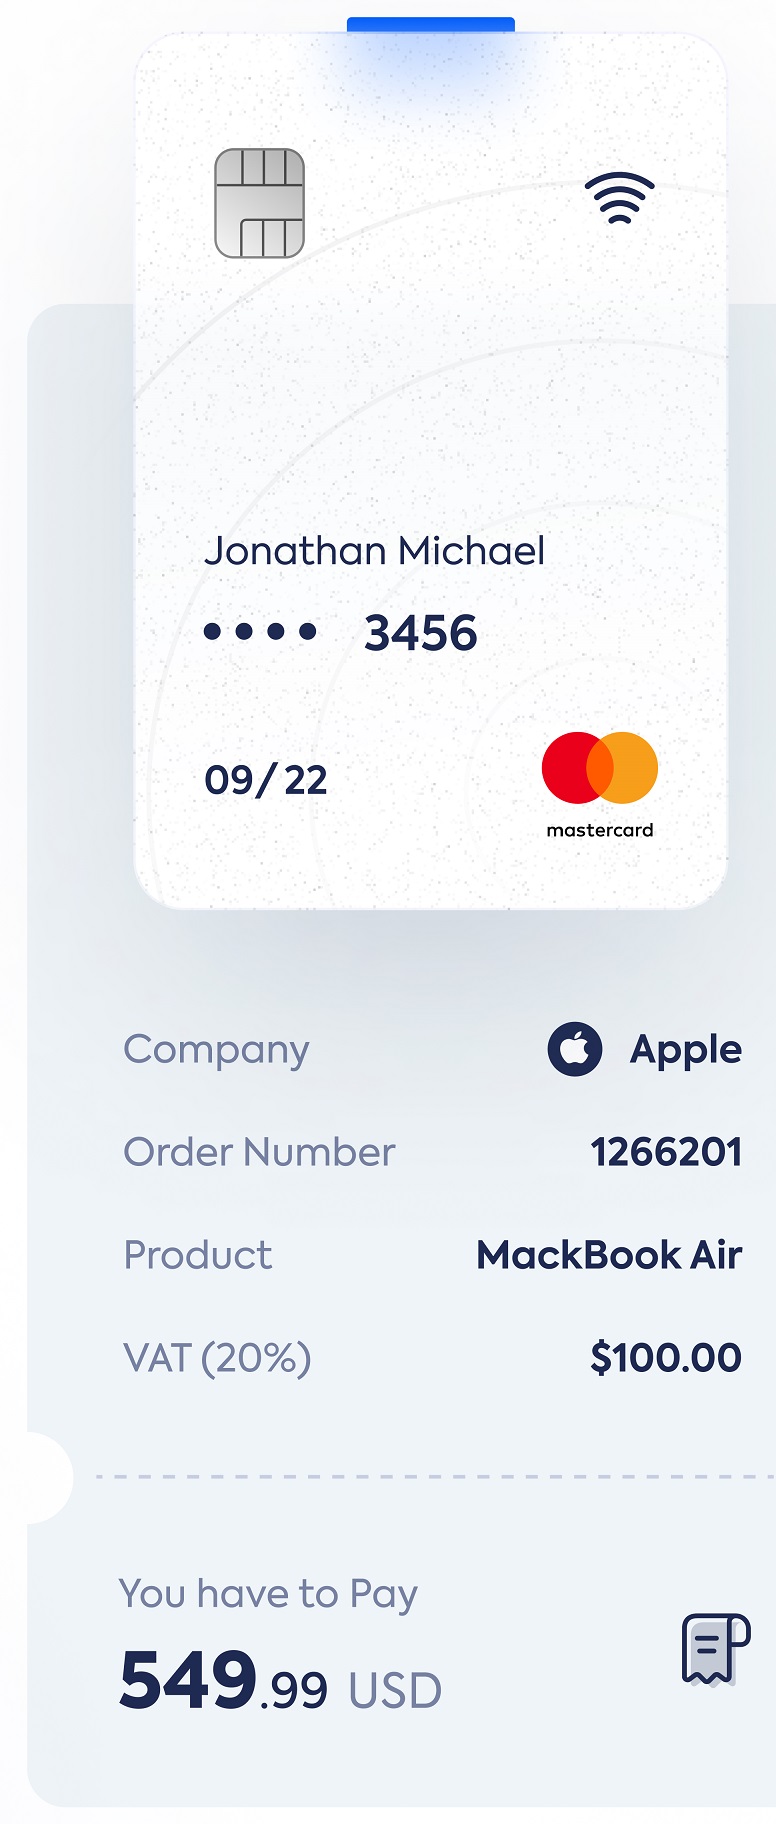 Jonathan Michael
•••• 3456
09/22
mastercard
Company Apple
Order Number 1266201
Product MackBook Air
VAT (20%) $100.00
You have to Pay
549.99 USD